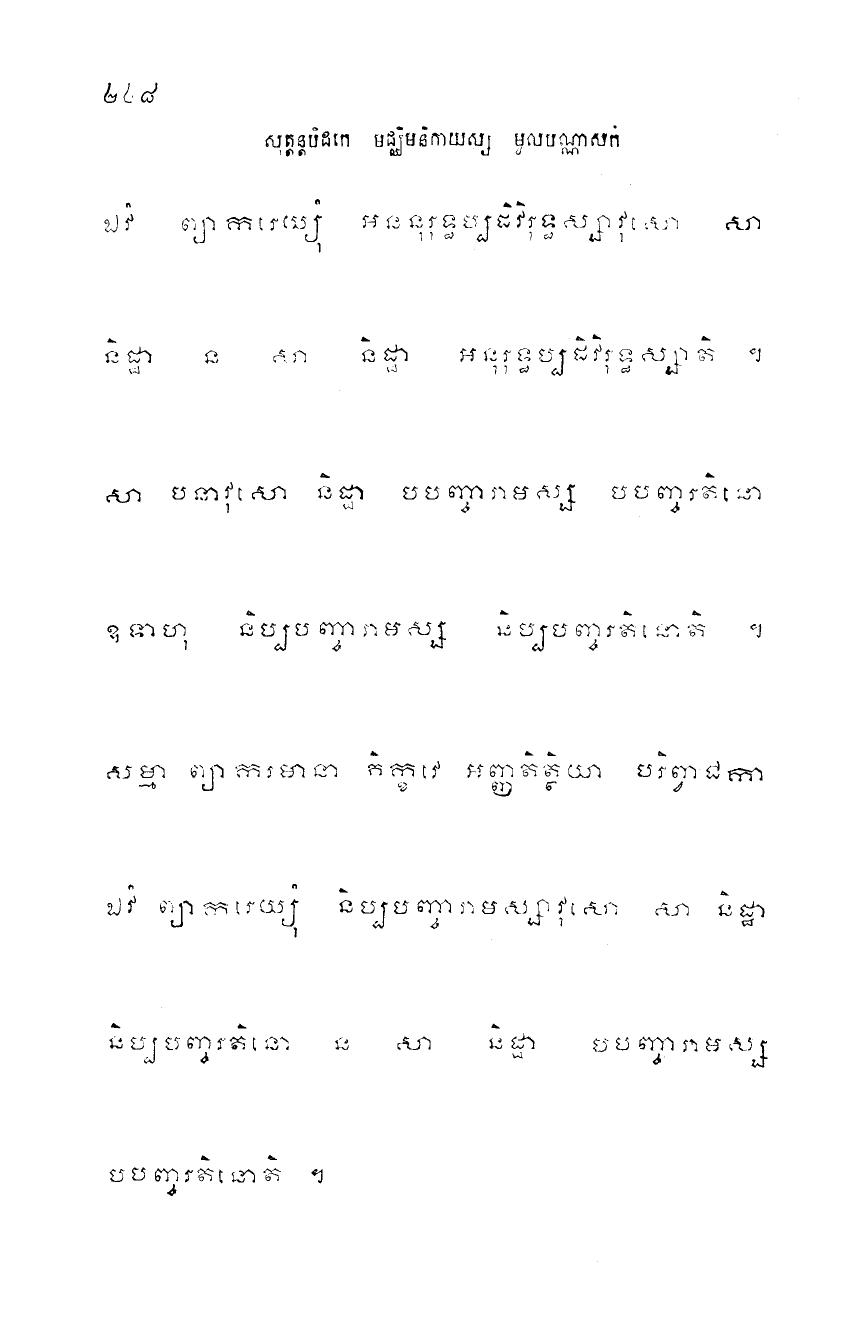 ២៤៨
សុត្តន្តបិដកេ មជ្ឈិមនិកាយស្ស មូលបណ្ណាសកំ
ឯវំ ព្យាករេយ្យុំ អននុរុទ្ធប្បដិវិរុទ្ធស្សាវុសោ សា
និដ្ឋា ន សា និដ្ឋា អនុរុទ្ធប្បដិវិរុទ្ធស្សាតិ ។
សា បនាវុសោ និដ្ឋា បបញ្ចារាមស្ស បបញ្ចរតិនោ
ឧទាហុ និប្បបញ្ចារាមស្ស និប្បបញ្ចរតិនោតិ ។
សម្មា ព្យាករមានា ភិក្ខវេ អញ្ញតិត្ថិយា បរិព្វាជកា
ឯវំ ព្យាករេយ្យុំ និប្បបញ្ចារាមស្សាវុសោ សា និដ្ឋា
និប្បបញ្ចរតិនោ ន សា និដ្ឋា បបញ្ចារាមស្ស
បបញ្ចរតិនោតិ ។